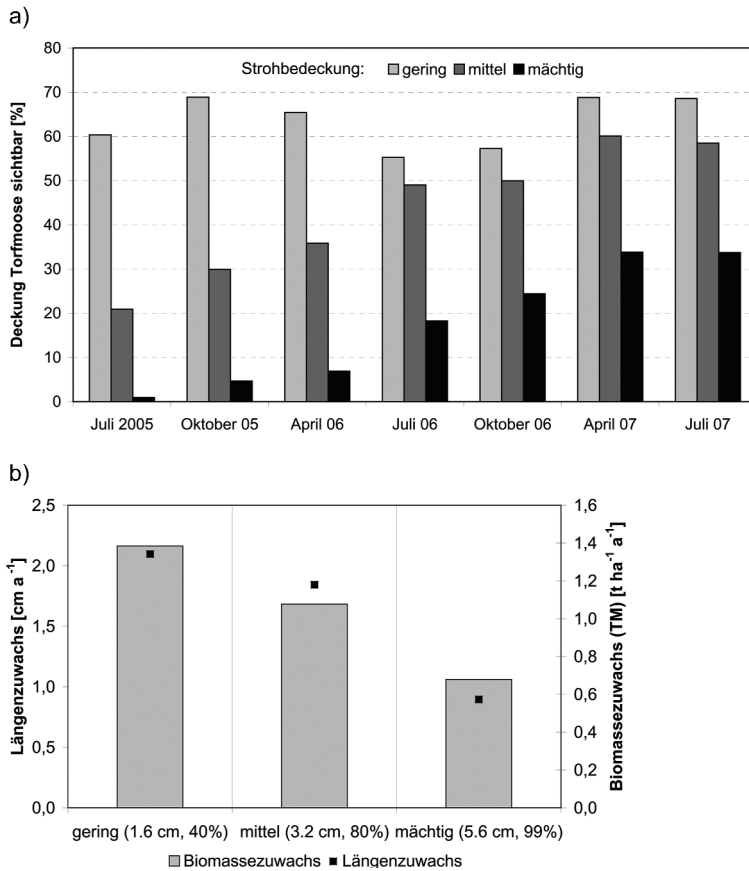 a)
Deckung Torfmoose sichtbar [%]
80
70
60
50
40
30
20
10
0
Strohbedeckung: gering mittel mächtig
Juli 2005 Oktober 05 April 06 Juli 06 Oktober 06 April 07 Juli 07
b)
Längenzuwachs [cm a⁻¹]
2,5
2,0
1,5
1,0
0,5
0,0
1,6
1,4
1,2
1,0
0,8
0,6
0,4
0,2
0,0
Biomassezuwachs (TM) [t ha⁻¹ a⁻¹]
gering (1.6 cm, 40%) mittel (3.2 cm, 80%) mächtig (5.6 cm, 99%)
Biomassezuwachs Längenzuwachs